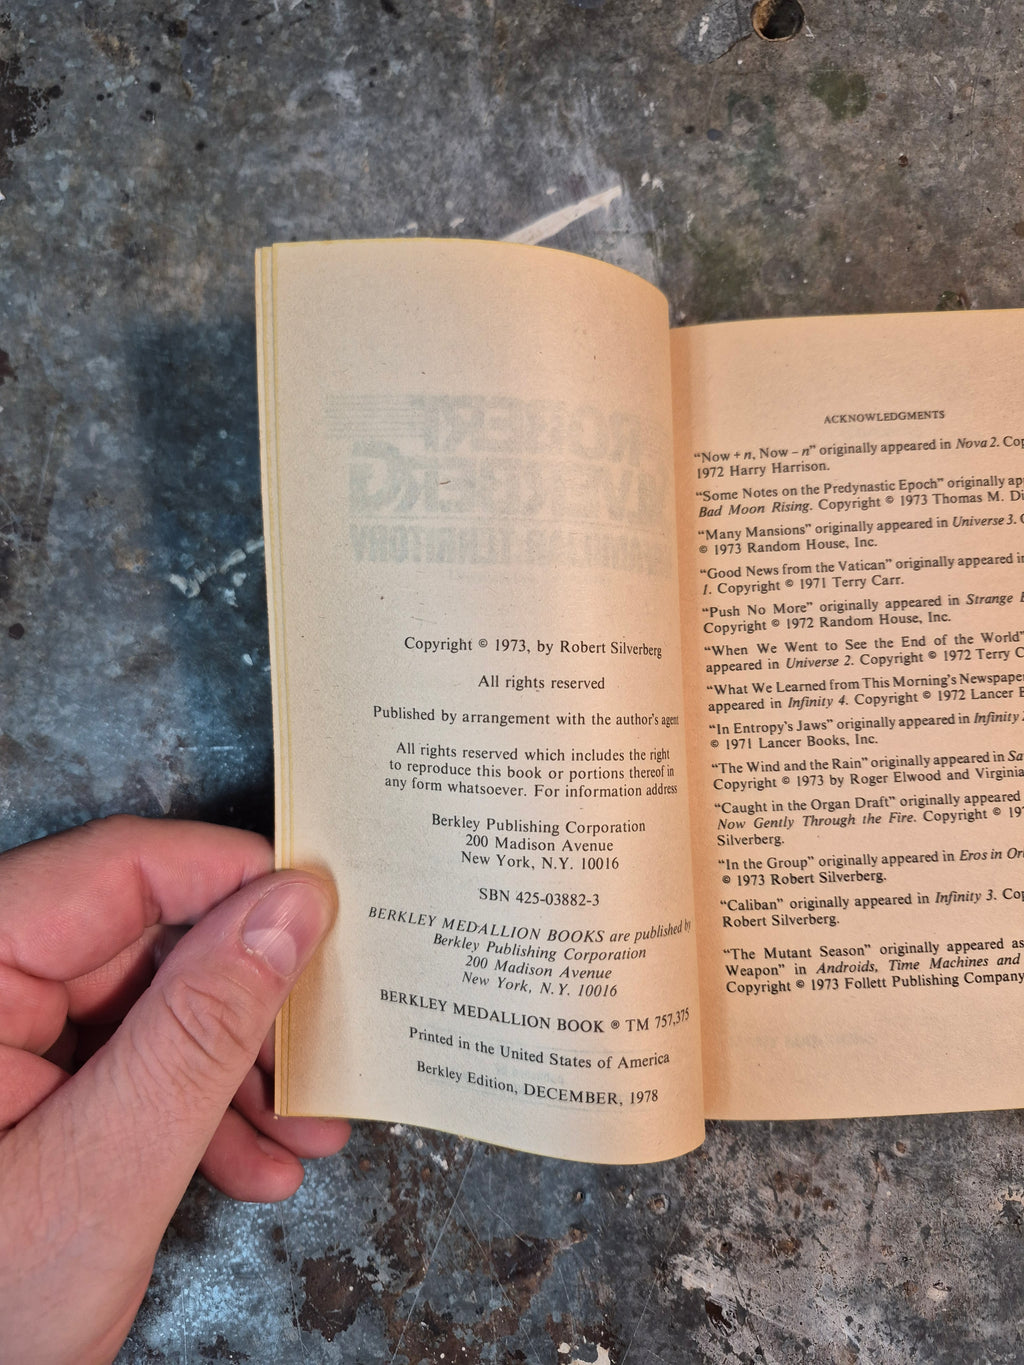 Copyright © 1973, by Robert Silverberg
All rights reserved
Published by arrangement with the author's agent
All rights reserved which includes the right
to reproduce this book or portions thereof in
any form whatsoever. For information address
Berkley Publishing Corporation
200 Madison Avenue
New York, N.Y. 10016
SBN 425-03882-3
BERKLEY MEDALLION BOOKS are published by
Berkley Publishing Corporation
200 Madison Avenue
New York, N.Y. 10016
BERKLEY MEDALLION BOOK ® TM 757,375
Printed in the United States of America
Berkley Edition, DECEMBER, 1978
ACKNOWLEDGMENTS
"Now + n, Now – n" originally appeared in Nova 2.
1972 Harry Harrison.
"Some Notes on the Predynastic Epoch" originally
Bad Moon Rising. Copyright © 1973 Thomas M.
"Many Mansions" originally appeared in Universe 3.
© 1973 Random House, Inc.
"Good News from the Vatican" originally appeared
1. Copyright © 1971 Terry Carr.
"Push No More" originally appeared in Strange
Copyright © 1972 Random House, Inc.
"When We Went to See the End of the World"
appeared in Universe 2. Copyright © 1972 Terry
"What We Learned from This Morning's Newspaper
appeared in Infinity 4. Copyright © 1972 Lancer
"In Entropy's Jaws" originally appeared in Infinity
© 1971 Lancer Books, Inc.
"The Wind and the Rain" originally appeared in
Copyright © 1973 by Roger Elwood and Virginia
"Caught in the Organ Draft" originally appeared
Now Gently Through the Fire. Copyright ©
Silverberg.
"In the Group" originally appeared in Eros in
© 1973 Robert Silverberg.
"Caliban" originally appeared in Infinity 3.
Robert Silverberg.
"The Mutant Season" originally appeared as
Weapon" in Androids, Time Machines and
Copyright © 1973 Follett Publishing Company